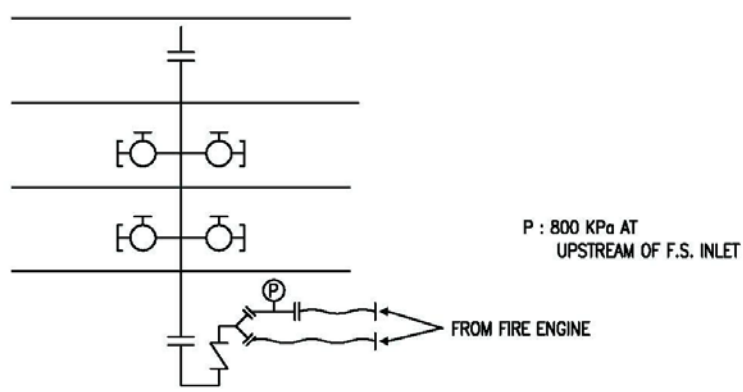 P : 800 KPa AT
UPSTREAM OF F.S. INLET
P
FROM FIRE ENGINE